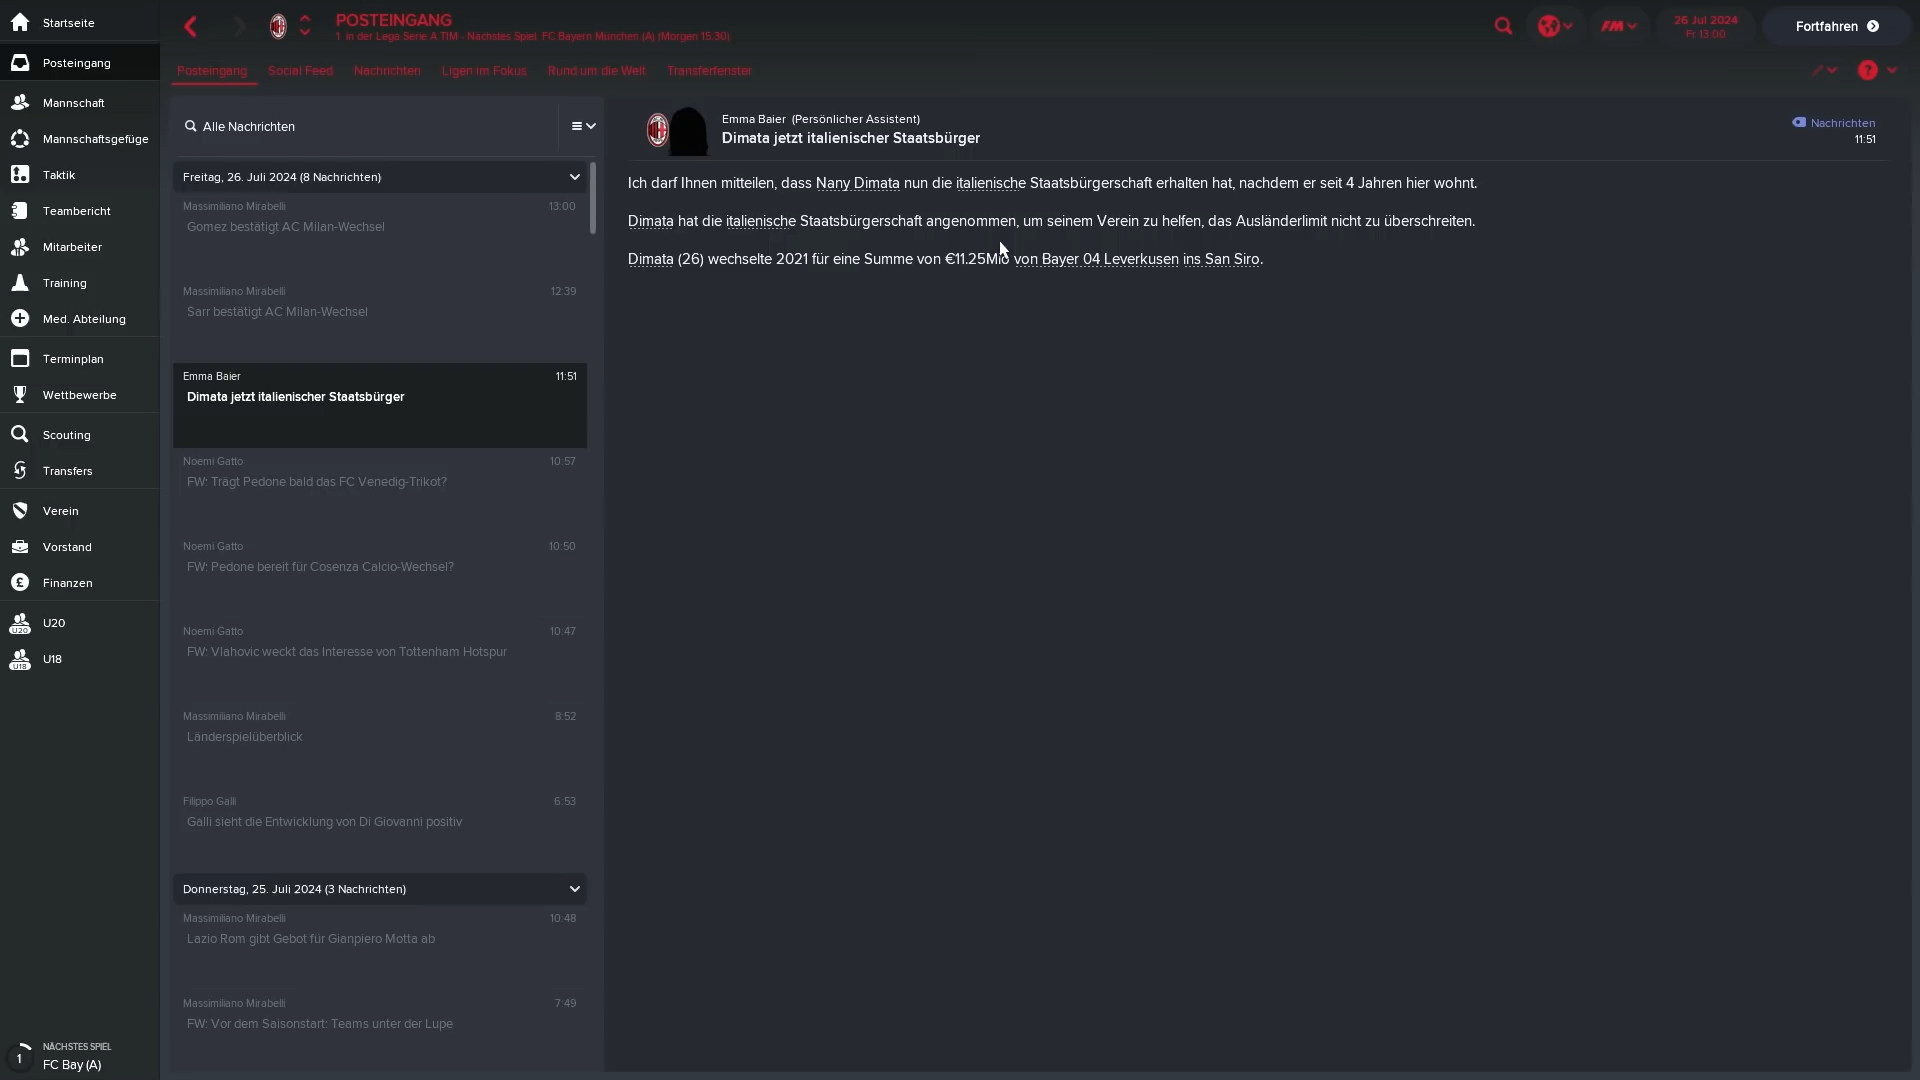 Startseite
Posteingang
Mannschaft
Mannschaftsgefüge
Taktik
Teambericht
Mitarbeiter
Training
Med. Abteilung
Terminplan
Wettbewerbe
Scouting
Transfers
Verein
Vorstand
Finanzen
U20
U20
U18
U18
1
NÄCHSTES SPIEL
FC Bay (A)
POSTEINGANG
1. in der Lega Serie A TIM - Nächstes Spiel: FC Bayern München (A) (Morgen 15:30)
FM
26 Jul 2024
Fr 13:00
Fortfahren
Posteingang Social Feed Nachrichten Ligen im Fokus Rund um die Welt Transferfenster
?
Alle Nachrichten
Freitag, 26. Juli 2024 (8 Nachrichten)
Massimiliano Mirabelli 13:00
Gomez bestätigt AC Milan-Wechsel
Massimiliano Mirabelli 12:39
Sarr bestätigt AC Milan-Wechsel
Emma Baier 11:51
Dimata jetzt italienischer Staatsbürger
Noemi Gatto 10:57
FW: Trägt Pedone bald das FC Venedig-Trikot?
Noemi Gatto 10:50
FW: Pedone bereit für Cosenza Calcio-Wechsel?
Noemi Gatto 10:47
FW: Vlahovic weckt das Interesse von Tottenham Hotspur
Massimiliano Mirabelli 8:52
Länderspielüberblick
Filippo Galli 6:53
Galli sieht die Entwicklung von Di Giovanni positiv
Donnerstag, 25. Juli 2024 (3 Nachrichten)
Massimiliano Mirabelli 10:48
Lazio Rom gibt Gebot für Gianpiero Motta ab
Massimiliano Mirabelli 7:49
FW: Vor dem Saisonstart: Teams unter der Lupe
Emma Baier (Persönlicher Assistent)
Dimata jetzt italienischer Staatsbürger
Nachrichten
11:51
Ich darf Ihnen mitteilen, dass Nany Dimata nun die italienische Staatsbürgerschaft erhalten hat, nachdem er seit 4 Jahren hier wohnt.
Dimata hat die italienische Staatsbürgerschaft angenommen, um seinem Verein zu helfen, das Ausländerlimit nicht zu überschreiten.
Dimata (26) wechselte 2021 für eine Summe von €11.25Mio von Bayer 04 Leverkusen ins San Siro.